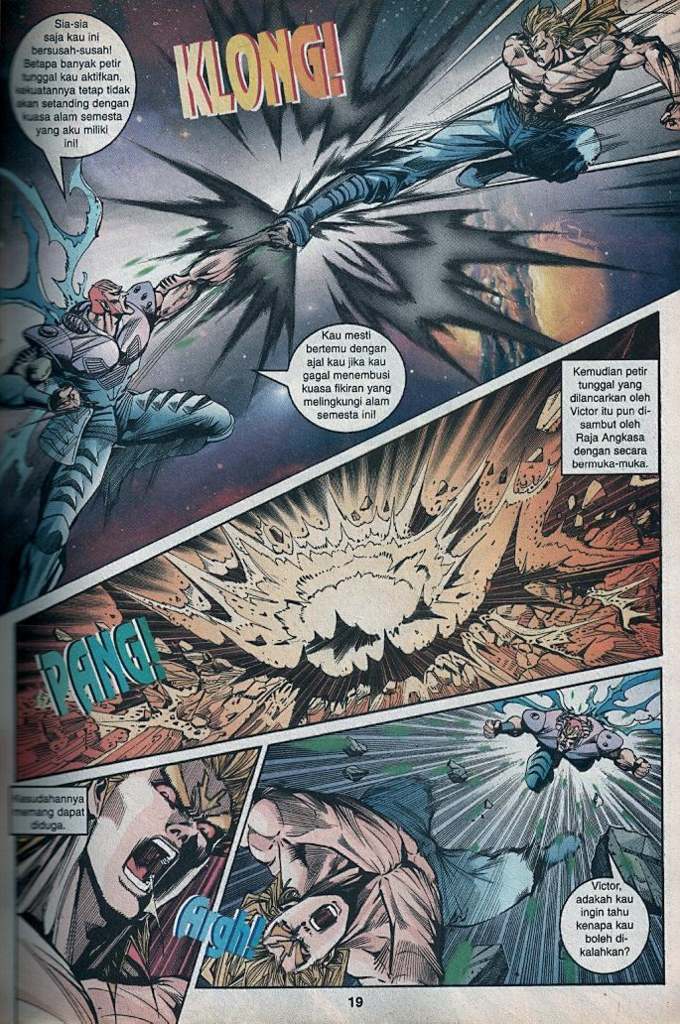 Sia-sia
saja kau ini
bersusah-susah!
Betapa banyak petir
tunggal kau aktifkan,
kekuatannya tetap tidak
akan setanding dengan
kuasa alam semesta
yang aku miliki
ini!
KLONG!
Kau mesti
bertemu dengan
ajal kau jika kau
gagal menembusi
kuasa fikiran yang
melingkungi alam
semesta ini!
Kemudian petir
tunggal yang
dilancarkan oleh
Victor itu pun di-
sambut oleh
Raja Angkasa
dengan secara
bermuka-muka.
PANG!
Kesudahannya
memang dapat
diduga.
Argh!
Victor,
adakah kau
ingin tahu
kenapa kau
boleh di-
kalahkan?
19